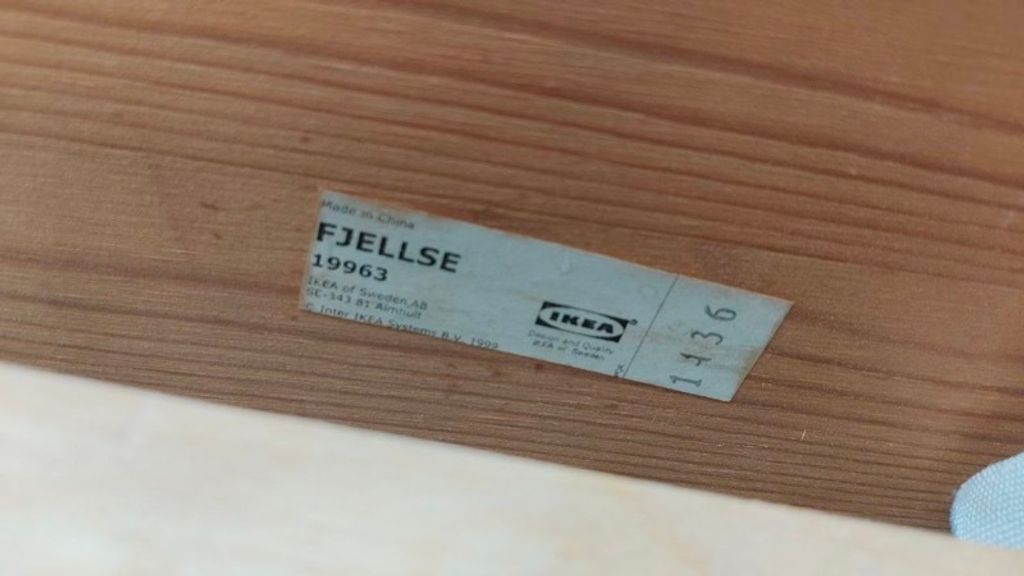 Made in China
FJELLSE
19963
IKEA of Sweden AB
SE-343 81 Älmhult
© Inter IKEA Systems B.V. 1999
IKEA®
Design and Quality
IKEA of Sweden
1136